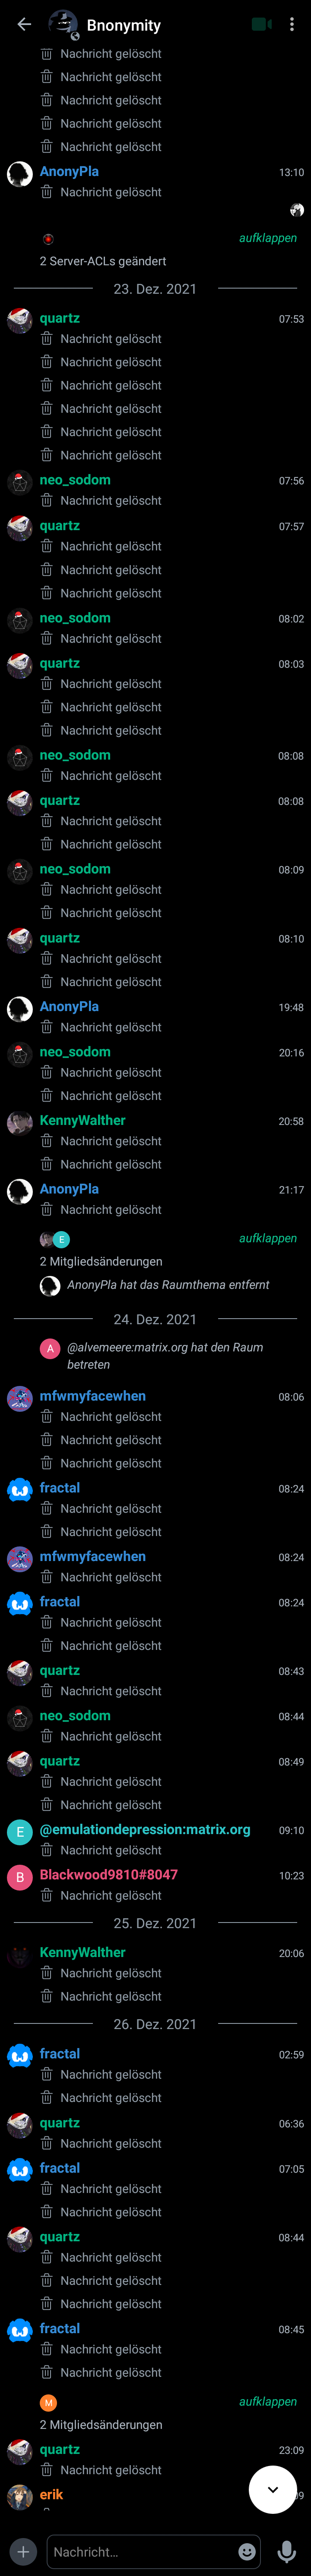 Bnonymity
Nachricht gelöscht
Nachricht gelöscht
Nachricht gelöscht
Nachricht gelöscht
Nachricht gelöscht
AnonyPla 13:10
Nachricht gelöscht
aufklappen
2 Server-ACLs geändert
23. Dez. 2021
quartz 07:53
Nachricht gelöscht
Nachricht gelöscht
Nachricht gelöscht
Nachricht gelöscht
Nachricht gelöscht
Nachricht gelöscht
neo_sodom 07:56
Nachricht gelöscht
quartz 07:57
Nachricht gelöscht
Nachricht gelöscht
Nachricht gelöscht
neo_sodom 08:02
Nachricht gelöscht
quartz 08:03
Nachricht gelöscht
Nachricht gelöscht
Nachricht gelöscht
neo_sodom 08:08
Nachricht gelöscht
quartz 08:08
Nachricht gelöscht
Nachricht gelöscht
neo_sodom 08:09
Nachricht gelöscht
Nachricht gelöscht
quartz 08:10
Nachricht gelöscht
Nachricht gelöscht
AnonyPla 19:48
Nachricht gelöscht
neo_sodom 20:16
Nachricht gelöscht
Nachricht gelöscht
KennyWalther 20:58
Nachricht gelöscht
Nachricht gelöscht
AnonyPla 21:17
Nachricht gelöscht
E aufklappen
2 Mitgliedsänderungen
AnonyPla hat das Raumthema entfernt
24. Dez. 2021
A @alvemeere:matrix.org hat den Raum
betreten
mfwmyfacewhen 08:06
Nachricht gelöscht
Nachricht gelöscht
Nachricht gelöscht
fractal 08:24
Nachricht gelöscht
Nachricht gelöscht
mfwmyfacewhen 08:24
Nachricht gelöscht
fractal 08:24
Nachricht gelöscht
Nachricht gelöscht
quartz 08:43
Nachricht gelöscht
neo_sodom 08:44
Nachricht gelöscht
quartz 08:49
Nachricht gelöscht
Nachricht gelöscht
E @emulationdepression:matrix.org 09:10
Nachricht gelöscht
B Blackwood9810#8047 10:23
Nachricht gelöscht
25. Dez. 2021
KennyWalther 20:06
Nachricht gelöscht
Nachricht gelöscht
26. Dez. 2021
fractal 02:59
Nachricht gelöscht
Nachricht gelöscht
quartz 06:36
Nachricht gelöscht
fractal 07:05
Nachricht gelöscht
Nachricht gelöscht
quartz 08:44
Nachricht gelöscht
Nachricht gelöscht
Nachricht gelöscht
fractal 08:45
Nachricht gelöscht
Nachricht gelöscht
M aufklappen
2 Mitgliedsänderungen
quartz 23:09
Nachricht gelöscht
erik
Nachricht…